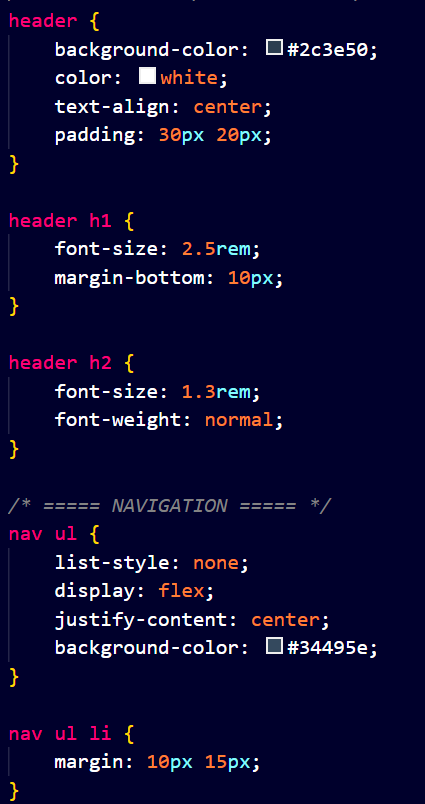 header {
    background-color: #2c3e50;
    color: white;
    text-align: center;
    padding: 30px 20px;
}

header h1 {
    font-size: 2.5rem;
    margin-bottom: 10px;
}

header h2 {
    font-size: 1.3rem;
    font-weight: normal;
}

/* ===== NAVIGATION ===== */
nav ul {
    list-style: none;
    display: flex;
    justify-content: center;
    background-color: #34495e;
}

nav ul li {
    margin: 10px 15px;
}